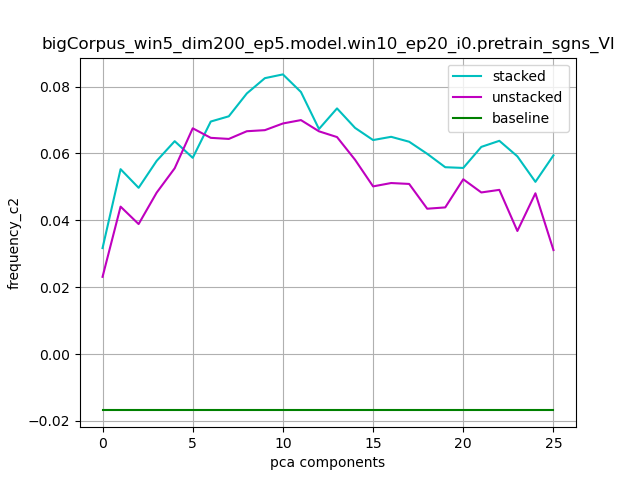 bigCorpus_win5_dim200_ep5.model.win10_ep20_i0.pretrain_sgns_VI
stacked
unstacked
baseline
0.08
0.06
0.04
0.02
0.00
−0.02
frequency_c2
0 5 10 15 20 25
pca components